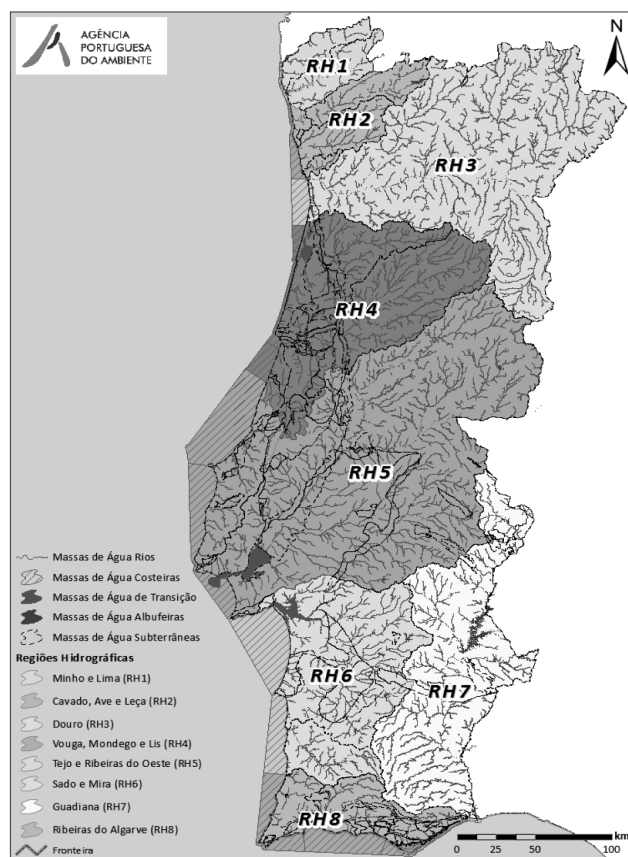 AGÊNCIA
PORTUGUESA
DO AMBIENTE
N
RH1
RH2
RH3
RH4
RH5
RH6
RH7
RH8
Massas de Água Rios
Massas de Água Costeiras
Massas de Água de Transição
Massas de Água Albufeiras
Massas de Água Subterrâneas
Regiões Hidrográficas
Minho e Lima (RH1)
Cavado, Ave e Leça (RH2)
Douro (RH3)
Vouga, Mondego e Lis (RH4)
Tejo e Ribeiras do Oeste (RH5)
Sado e Mira (RH6)
Guadiana (RH7)
Ribeiras do Algarve (RH8)
Fronteira
km
0 25 50 100